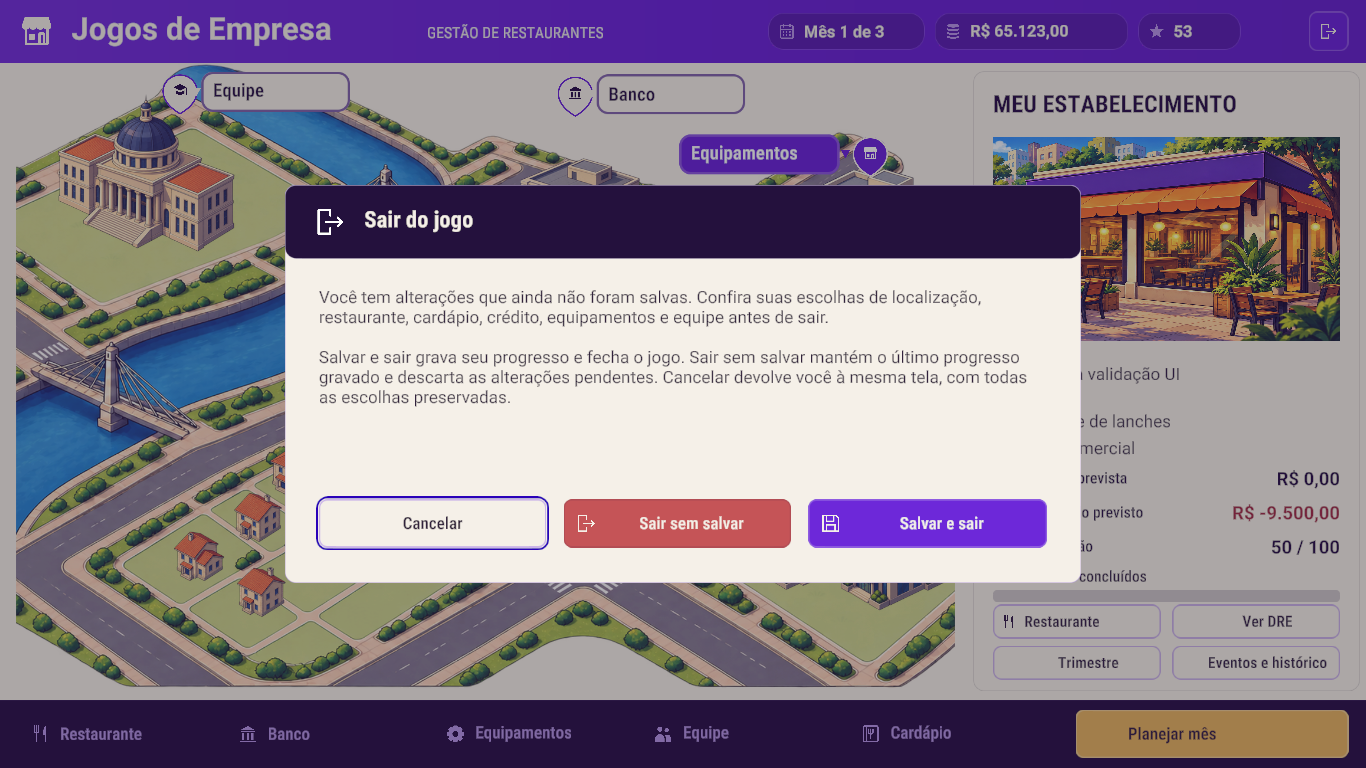 Jogos de Empresa
GESTÃO DE RESTAURANTES
Mês 1 de 3
R$ 65.123,00
53
Equipe
Banco
Equipamentos
MEU ESTABELECIMENTO
Sair do jogo
Você tem alterações que ainda não foram salvas. Confira suas escolhas de localização,
restaurante, cardápio, crédito, equipamentos e equipe antes de sair.
Salvar e sair grava seu progresso e fecha o jogo. Sair sem salvar mantém o último progresso
gravado e descarta as alterações pendentes. Cancelar devolve você à mesma tela, com todas
as escolhas preservadas.
Cancelar
Sair sem salvar
Salvar e sair
validação UI
de lanches
R$ 0,00
previsto
R$ -9.500,00
50 / 100
concluídos
Restaurante
Ver DRE
Trimestre
Eventos e histórico
Restaurante
Banco
Equipamentos
Equipe
Cardápio
Planejar mês